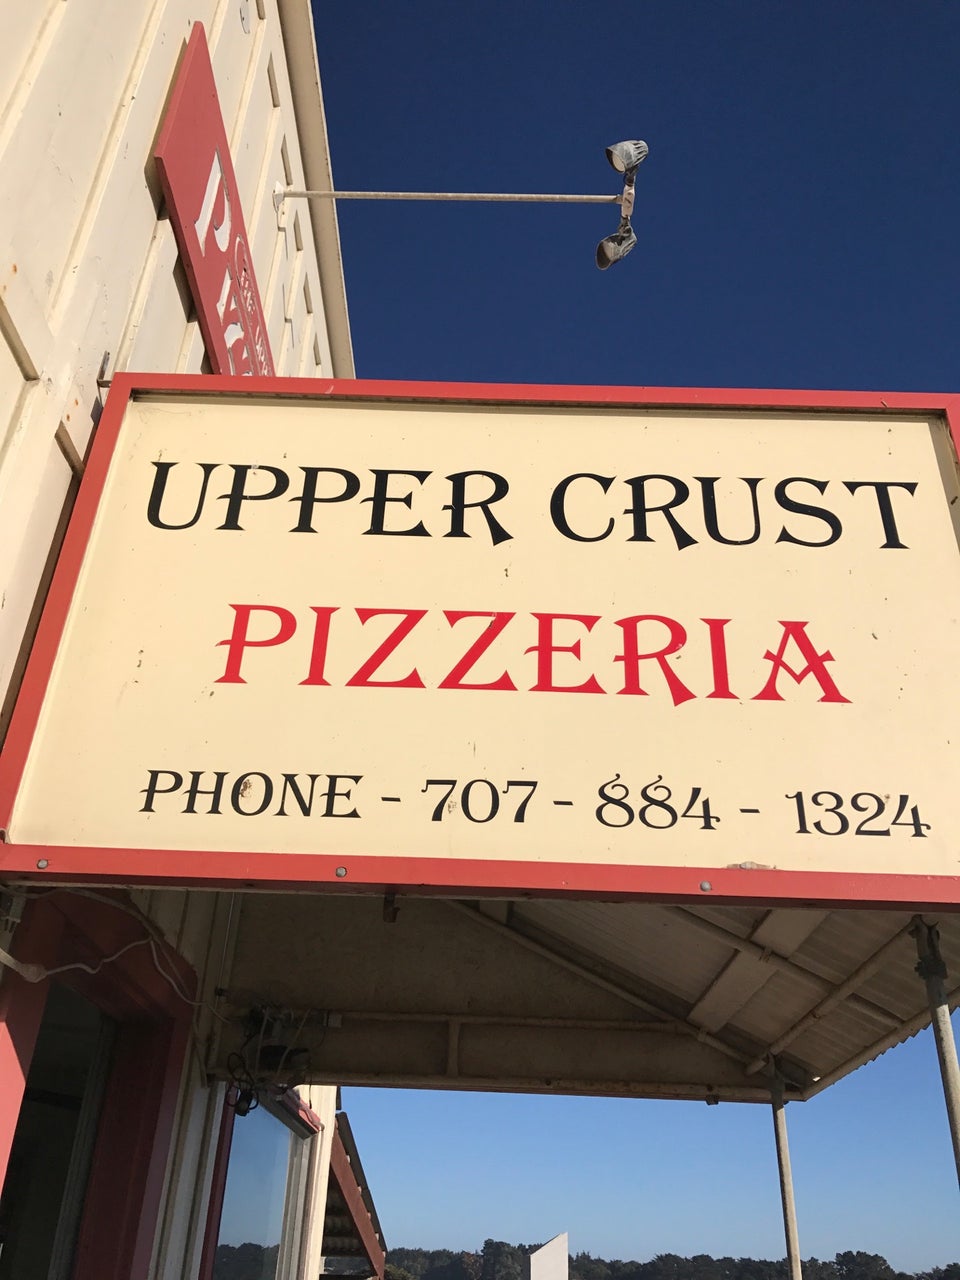 UPPER CRUST
PIZZERIA
PHONE - 707 - 884 - 1324